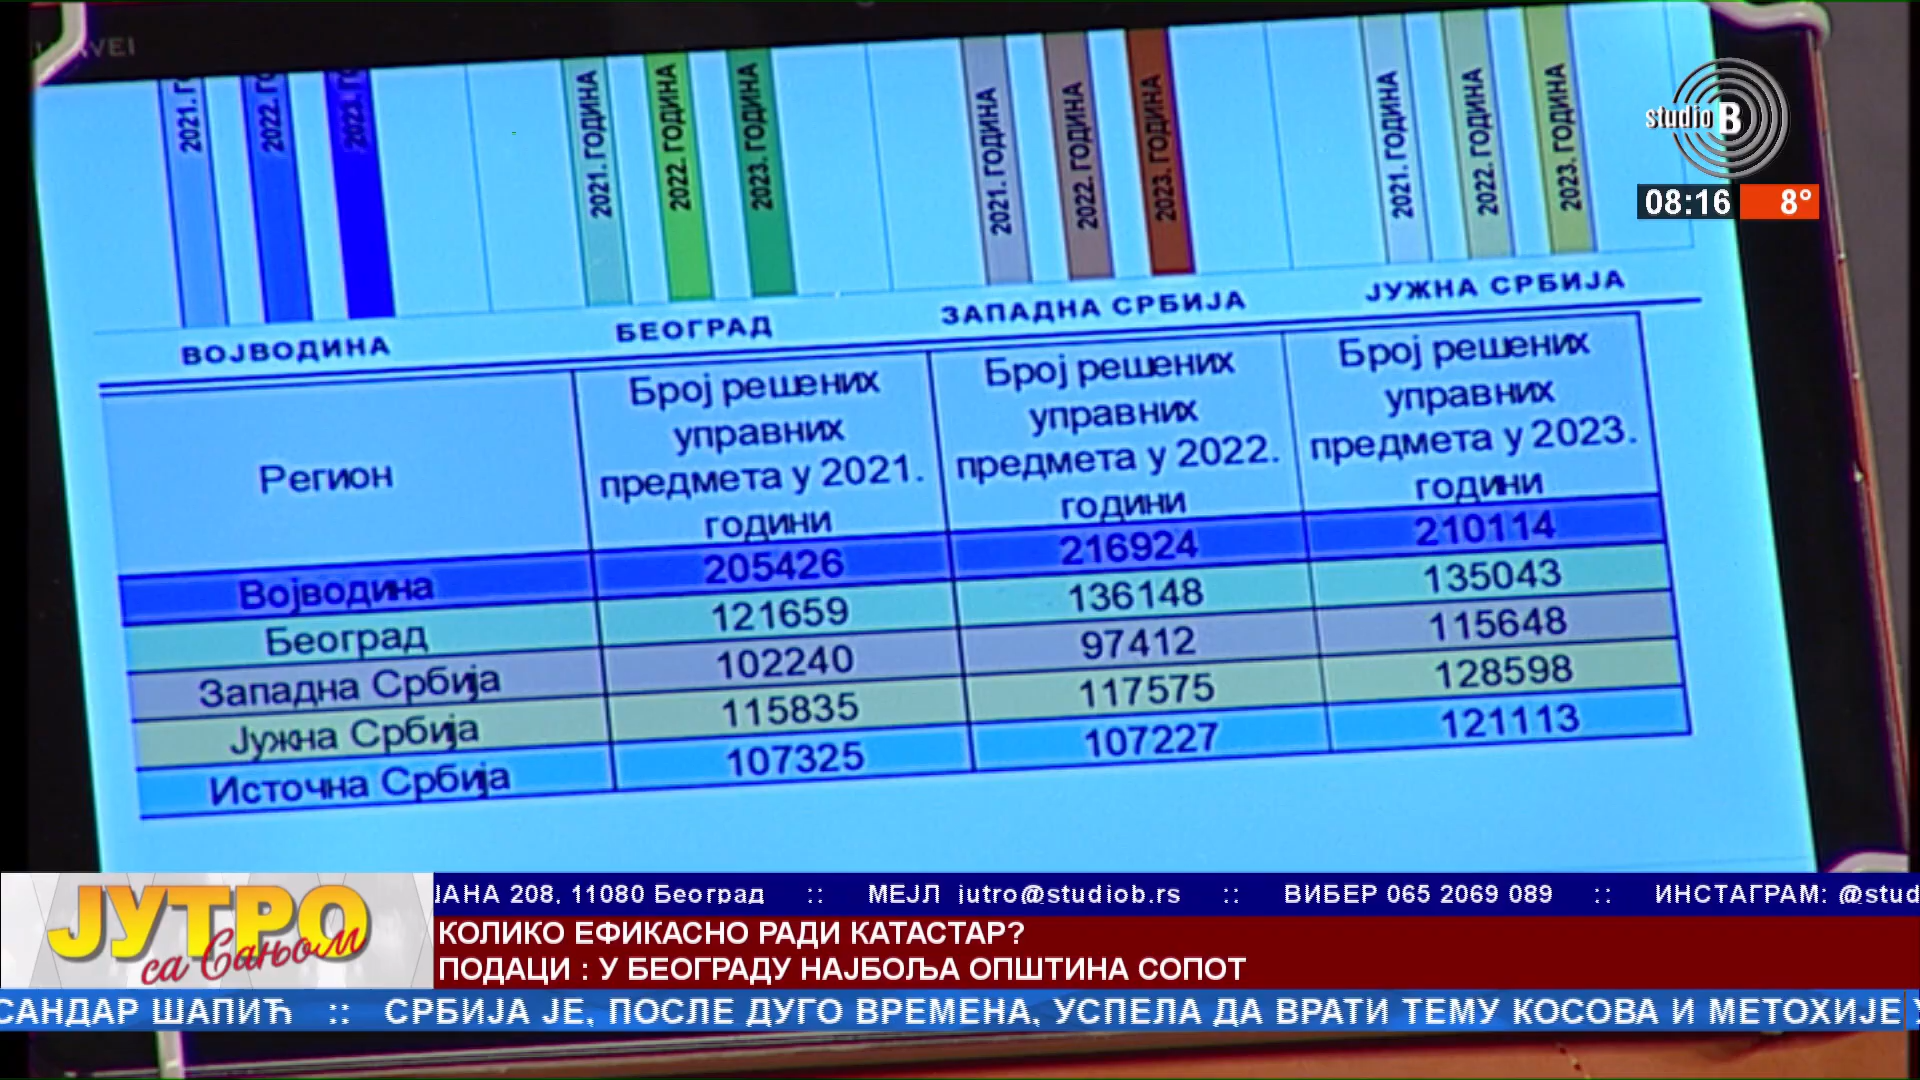 2021. Г
2022. ГО
2023. ГО
2021. ГОДИНА
2022. ГОДИНА
2023. ГОДИНА
2021. ГОДИНА
2022. ГОДИНА
2023. ГОДИНА
2021. ГОДИНА
2022. ГОДИНА
2023. ГОДИНА
studio B
08:16 8°
ВОЈВОДИНА БЕОГРАД ЗАПАДНА СРБИЈА ЈУЖНА СРБИЈА
Регион
Број решених
управних
предмета у 2021.
години
Број решених
управних
предмета у 2022.
години
Број решених
управних
предмета у 2023.
години
Војводина 205426 216924 210114
Београд 121659 136148 135043
Западна Србија 102240 97412 115648
Јужна Србија 115835 117575 128598
Источна Србија 107325 107227 121113
ЈУТРО
са Сањом
АНА 208, 11080 Београд :: МЕЈЛ jutro@studiob.rs :: ВИБЕР 065 2069 089 :: ИНСТАГРАМ: @stud
КОЛИКО ЕФИКАСНО РАДИ КАТАСТАР?
ПОДАЦИ : У БЕОГРАДУ НАЈБОЉА ОПШТИНА СОПОТ
САНДАР ШАПИЋ :: СРБИЈА ЈЕ, ПОСЛЕ ДУГО ВРЕМЕНА, УСПЕЛА ДА ВРАТИ ТЕМУ КОСОВА И МЕТОХИЈЕ